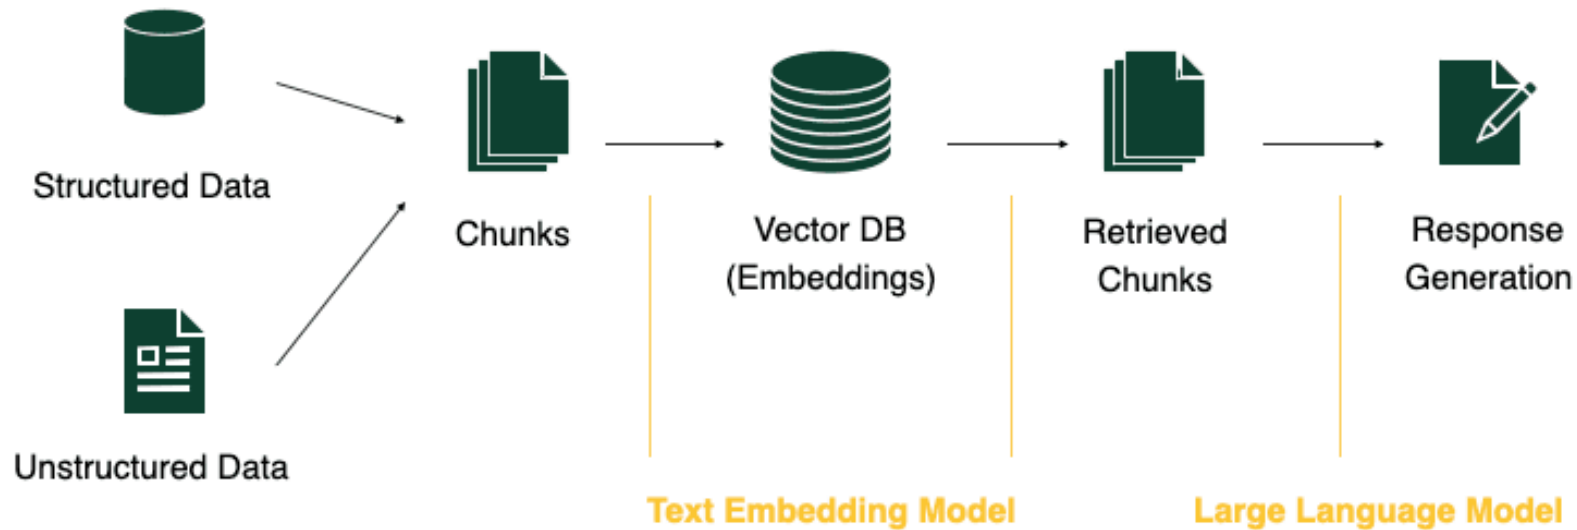 Structured Data
Unstructured Data
Chunks
Vector DB
(Embeddings)
Retrieved
Chunks
Response
Generation
Text Embedding Model
Large Language Model